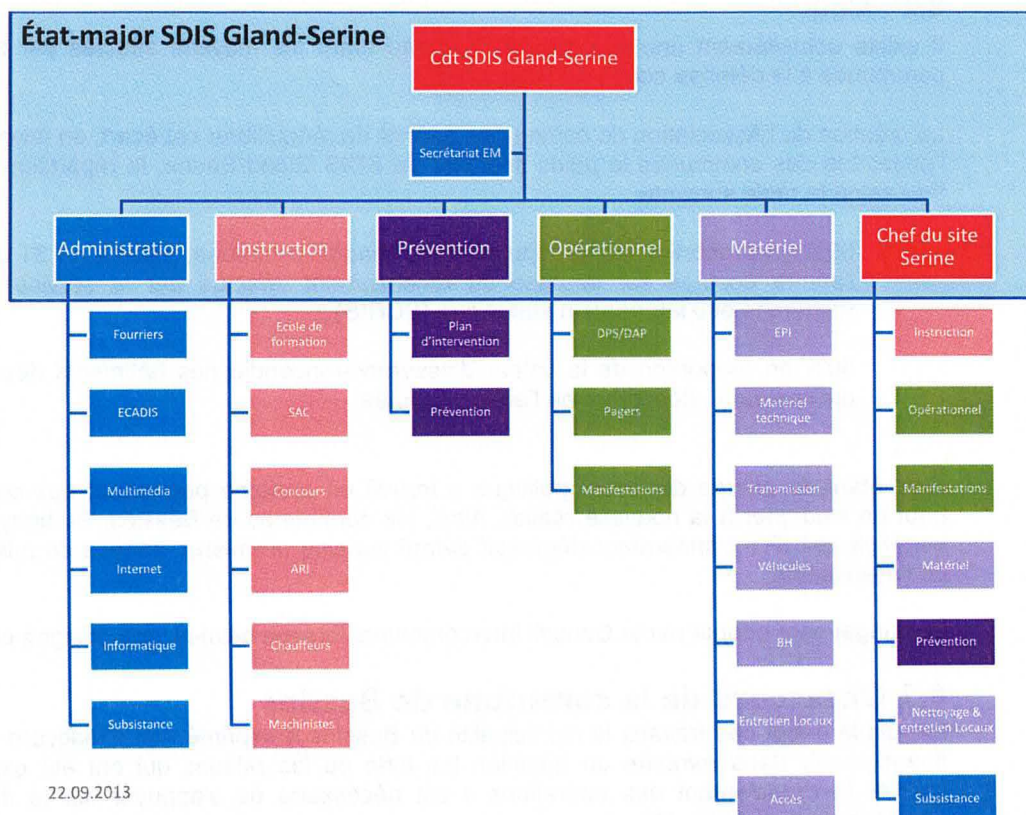 État-major SDIS Gland-Serine
Cdt SDIS Gland-Serine
Secrétariat EM
Administration
Fourriers
ECADIS
Multimédia
Internet
Informatique
Subsistance
Instruction
Ecole de
formation
SAC
Concours
ARI
Chauffeurs
Machinistes
Prévention
Plan
d'intervention
Prévention
Opérationnel
DPS/DAP
Pagers
Manifestations
Matériel
EPI
Matériel
technique
Transmission
Véhicules
BH
Entretien Locaux
Accès
Chef du site
Serine
Instruction
Opérationnel
Manifestations
Matériel
Prévention
Nettoyage &
entretien Locaux
Subsistance
22.09.2013